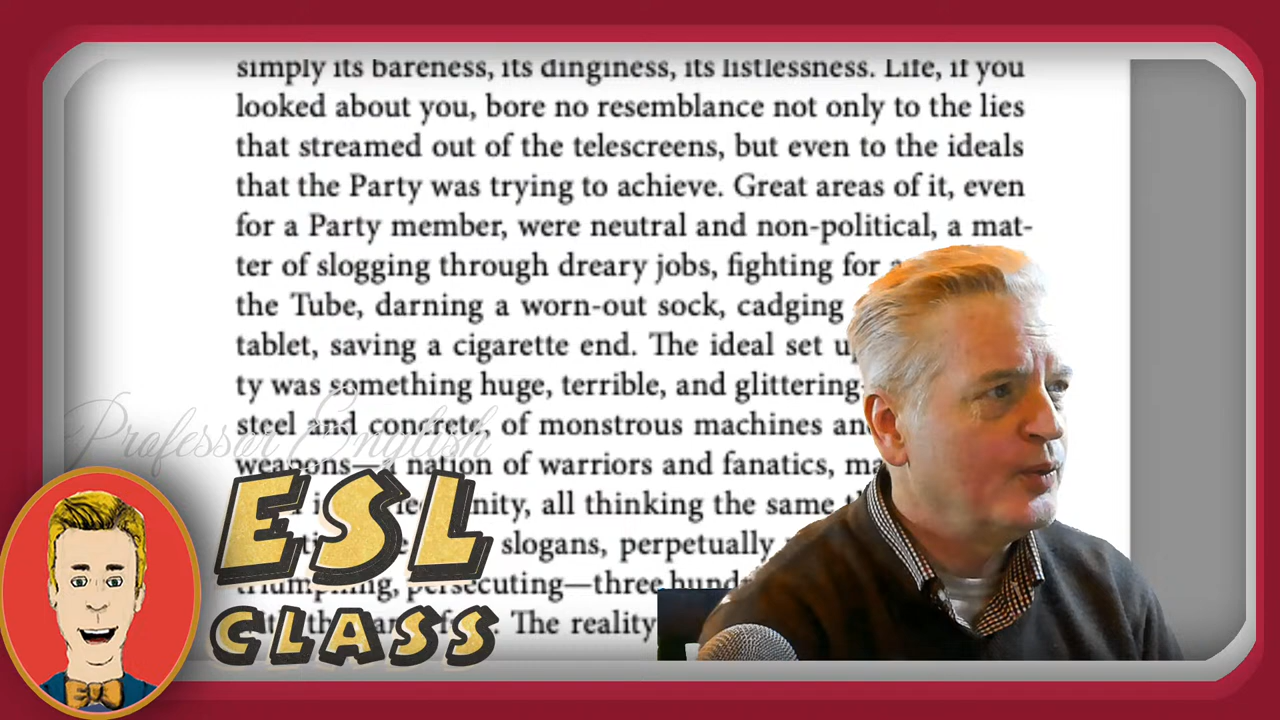 simply its bareness, its dinginess, its listlessness. Life, if you
looked about you, bore no resemblance not only to the lies
that streamed out of the telescreens, but even to the ideals
that the Party was trying to achieve. Great areas of it, even
for a Party member, were neutral and non-political, a mat-
ter of slogging through dreary jobs, fighting for
the Tube, darning a worn-out sock, cadging
tablet, saving a cigarette end. The ideal set
ty was something huge, terrible, and glittering
steel and concrete, of monstrous machines
weapons—a nation of warriors and fanatics,
all thinking the same
slogans, perpetually
triumphing, persecuting—three
The reality
Professor English
ESL
CLASS